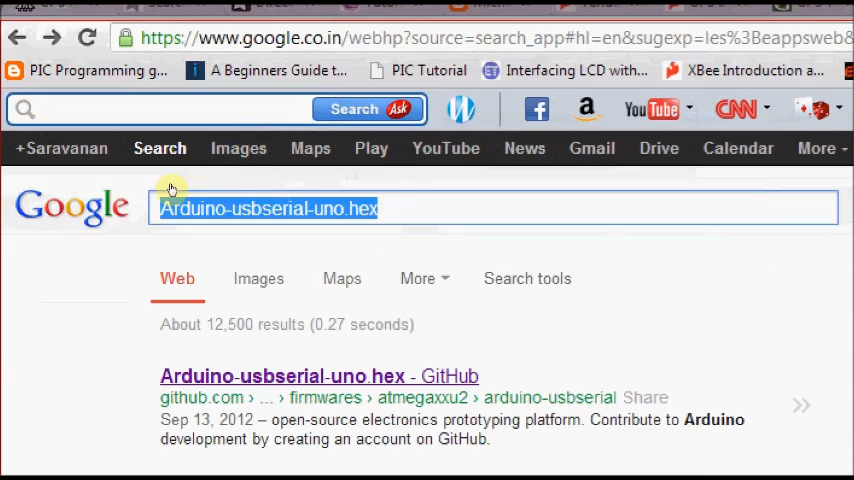 https://www.google.co.in/webhp?source=search_app#hl=en&sugexp=les%3Beappsweb&
PIC Programming g... A Beginners Guide t... PIC Tutorial Interfacing LCD with... XBee Introduction a...
Search Ask W f a YouTube CNN
+Saravanan Search Images Maps Play YouTube News Gmail Drive Calendar More
Google Arduino-usbserial-uno.hex
Web Images Maps More Search tools
About 12,500 results (0.27 seconds)
Arduino-usbserial-uno.hex - GitHub
github.com › ... › firmwares › atmegaxxu2 › arduino-usbserial Share
Sep 13, 2012 – open-source electronics prototyping platform. Contribute to Arduino
development by creating an account on GitHub.